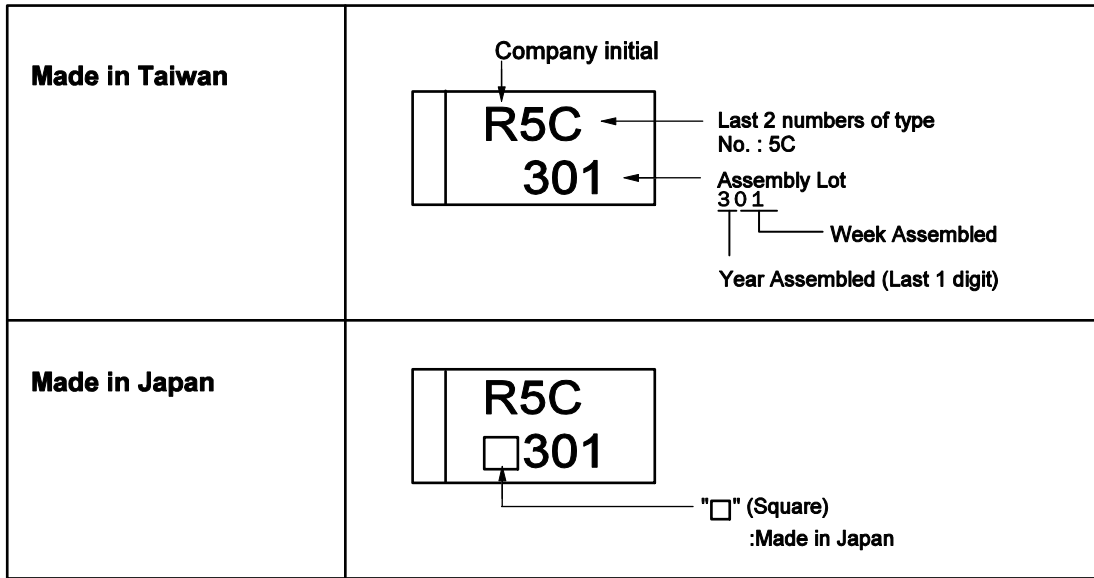 Made in Taiwan
Company initial
R5C
301
Last 2 numbers of type
No. : 5C
Assembly Lot
301
Week Assembled
Year Assembled (Last 1 digit)
Made in Japan
R5C
□301
"□" (Square)
:Made in Japan